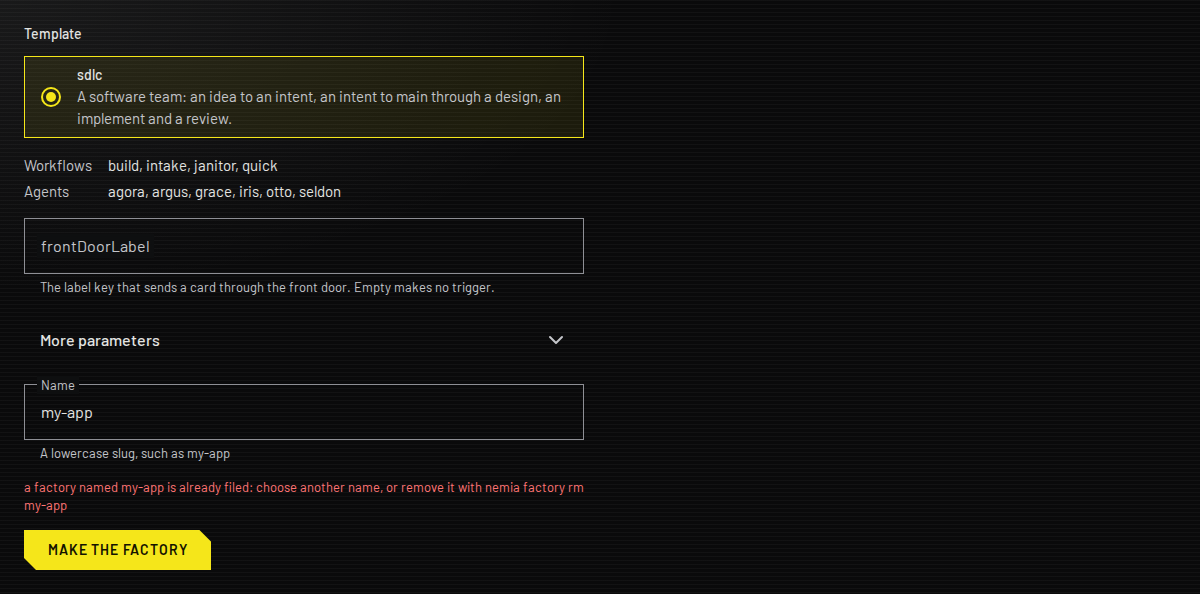 Template
sdlc
A software team: an idea to an intent, an intent to main through a design, an
implement and a review.
Workflows build, intake, janitor, quick
Agents agora, argus, grace, iris, otto, seldon
frontDoorLabel
The label key that sends a card through the front door. Empty makes no trigger.
More parameters
Name
my-app
A lowercase slug, such as my-app
a factory named my-app is already filed: choose another name, or remove it with nemia factory rm
my-app
MAKE THE FACTORY